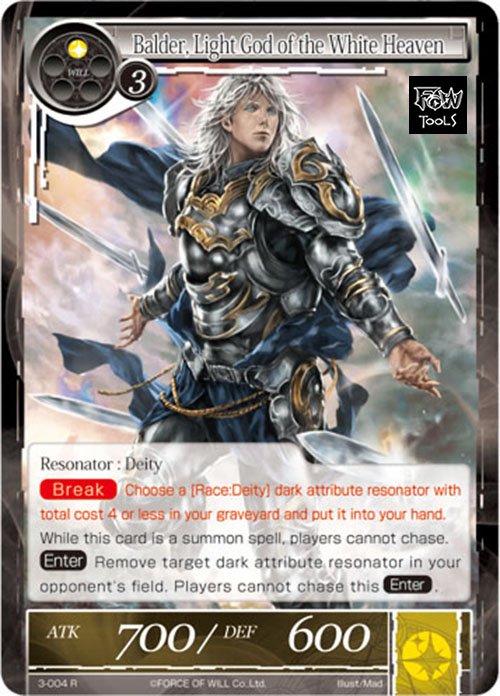 Balder, Light God of the White Heaven
WILL
3
FOW
TOOLS
Resonator : Deity
Break Choose a [Race:Deity] dark attribute resonator with
total cost 4 or less in your graveyard and put it into your hand.
While this card is a summon spell, players cannot chase.
Enter Remove target dark attribute resonator in your
opponent's field. Players cannot chase this Enter .
ATK 700/ DEF 600
3-004 R ©FORCE OF WILL Co.,Ltd. Illust/Mad